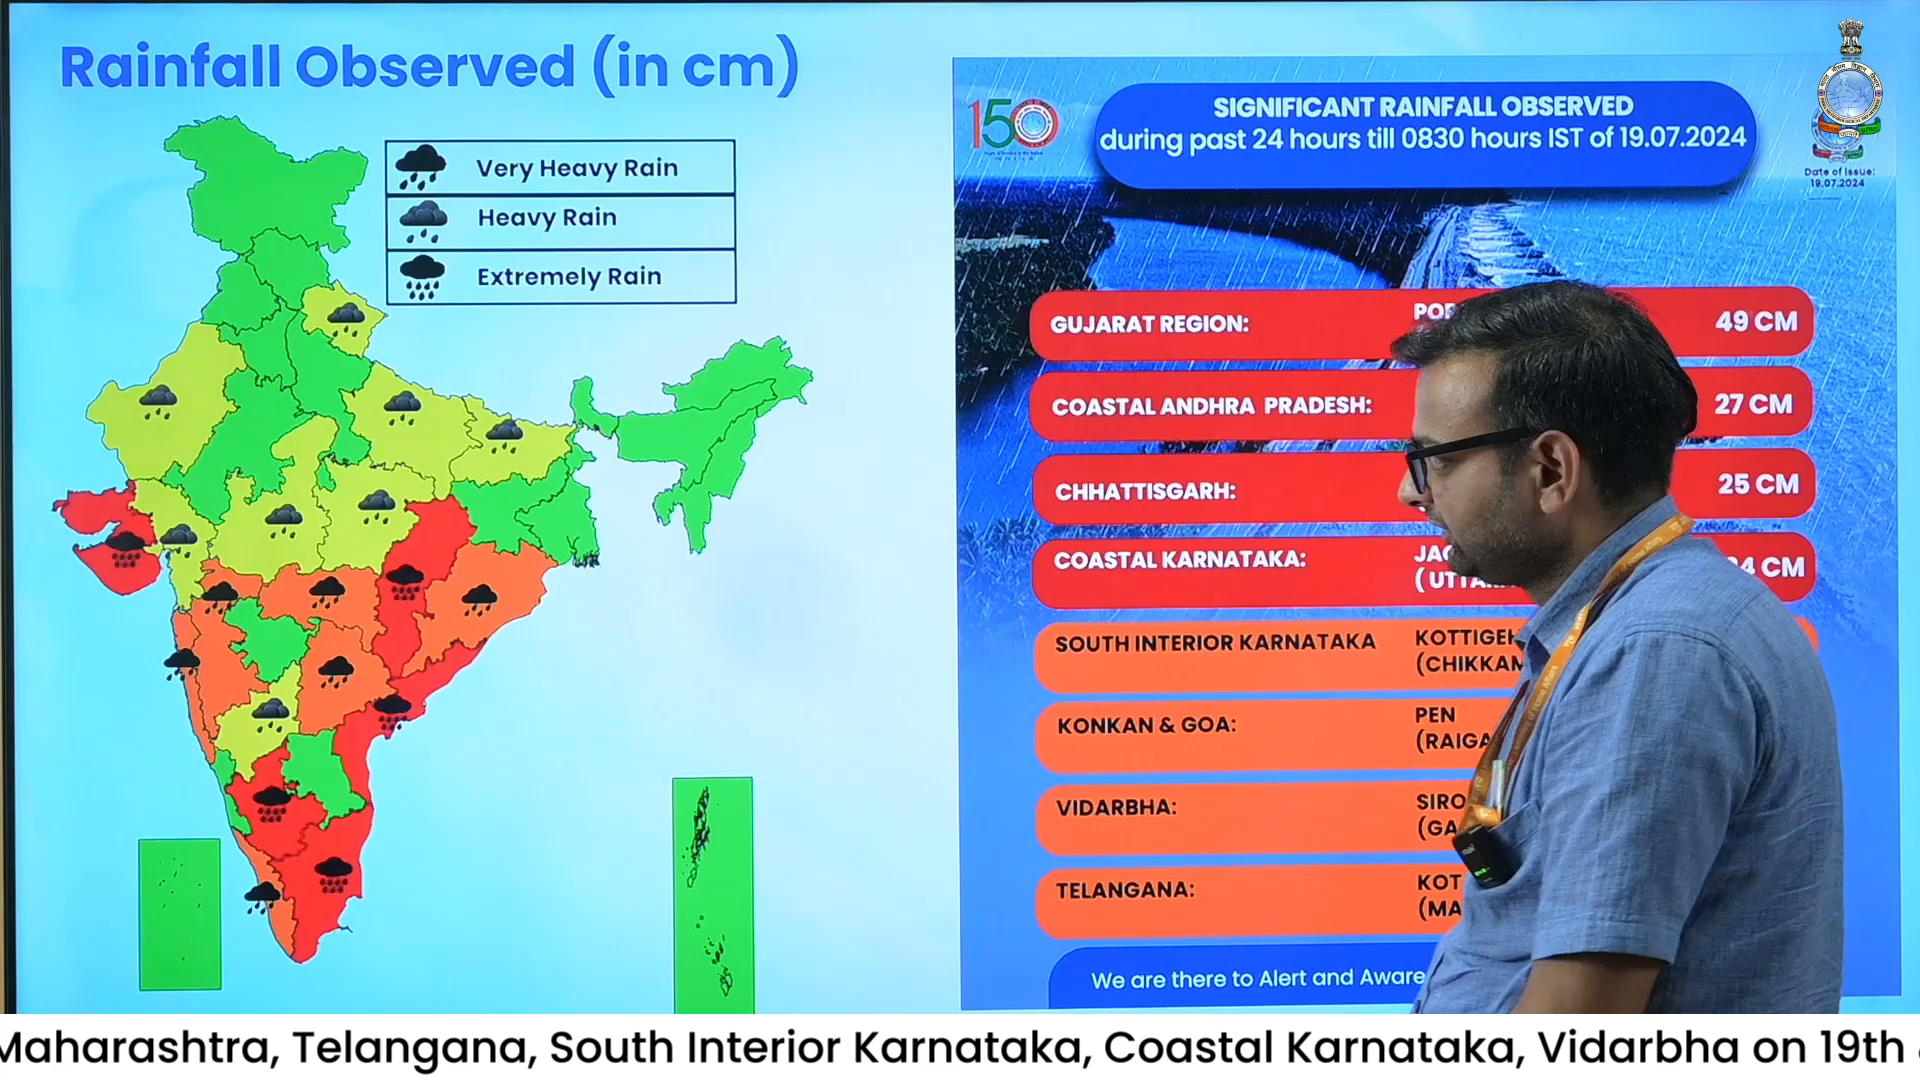 Rainfall Observed (in cm)
Very Heavy Rain
Heavy Rain
Extremely Rain
150
SIGNIFICANT RAINFALL OBSERVED
during past 24 hours till 0830 hours IST of 19.07.2024
Date of Issue:
19.07.2024
GUJARAT REGION:
49 CM
COASTAL ANDHRA PRADESH:
27 CM
CHHATTISGARH:
25 CM
COASTAL KARNATAKA:
4 CM
SOUTH INTERIOR KARNATAKA
KONKAN & GOA:
PEN
VIDARBHA:
TELANGANA:
We are there to Alert and Aware
Maharashtra, Telangana, South Interior Karnataka, Coastal Karnataka, Vidarbha on 19th